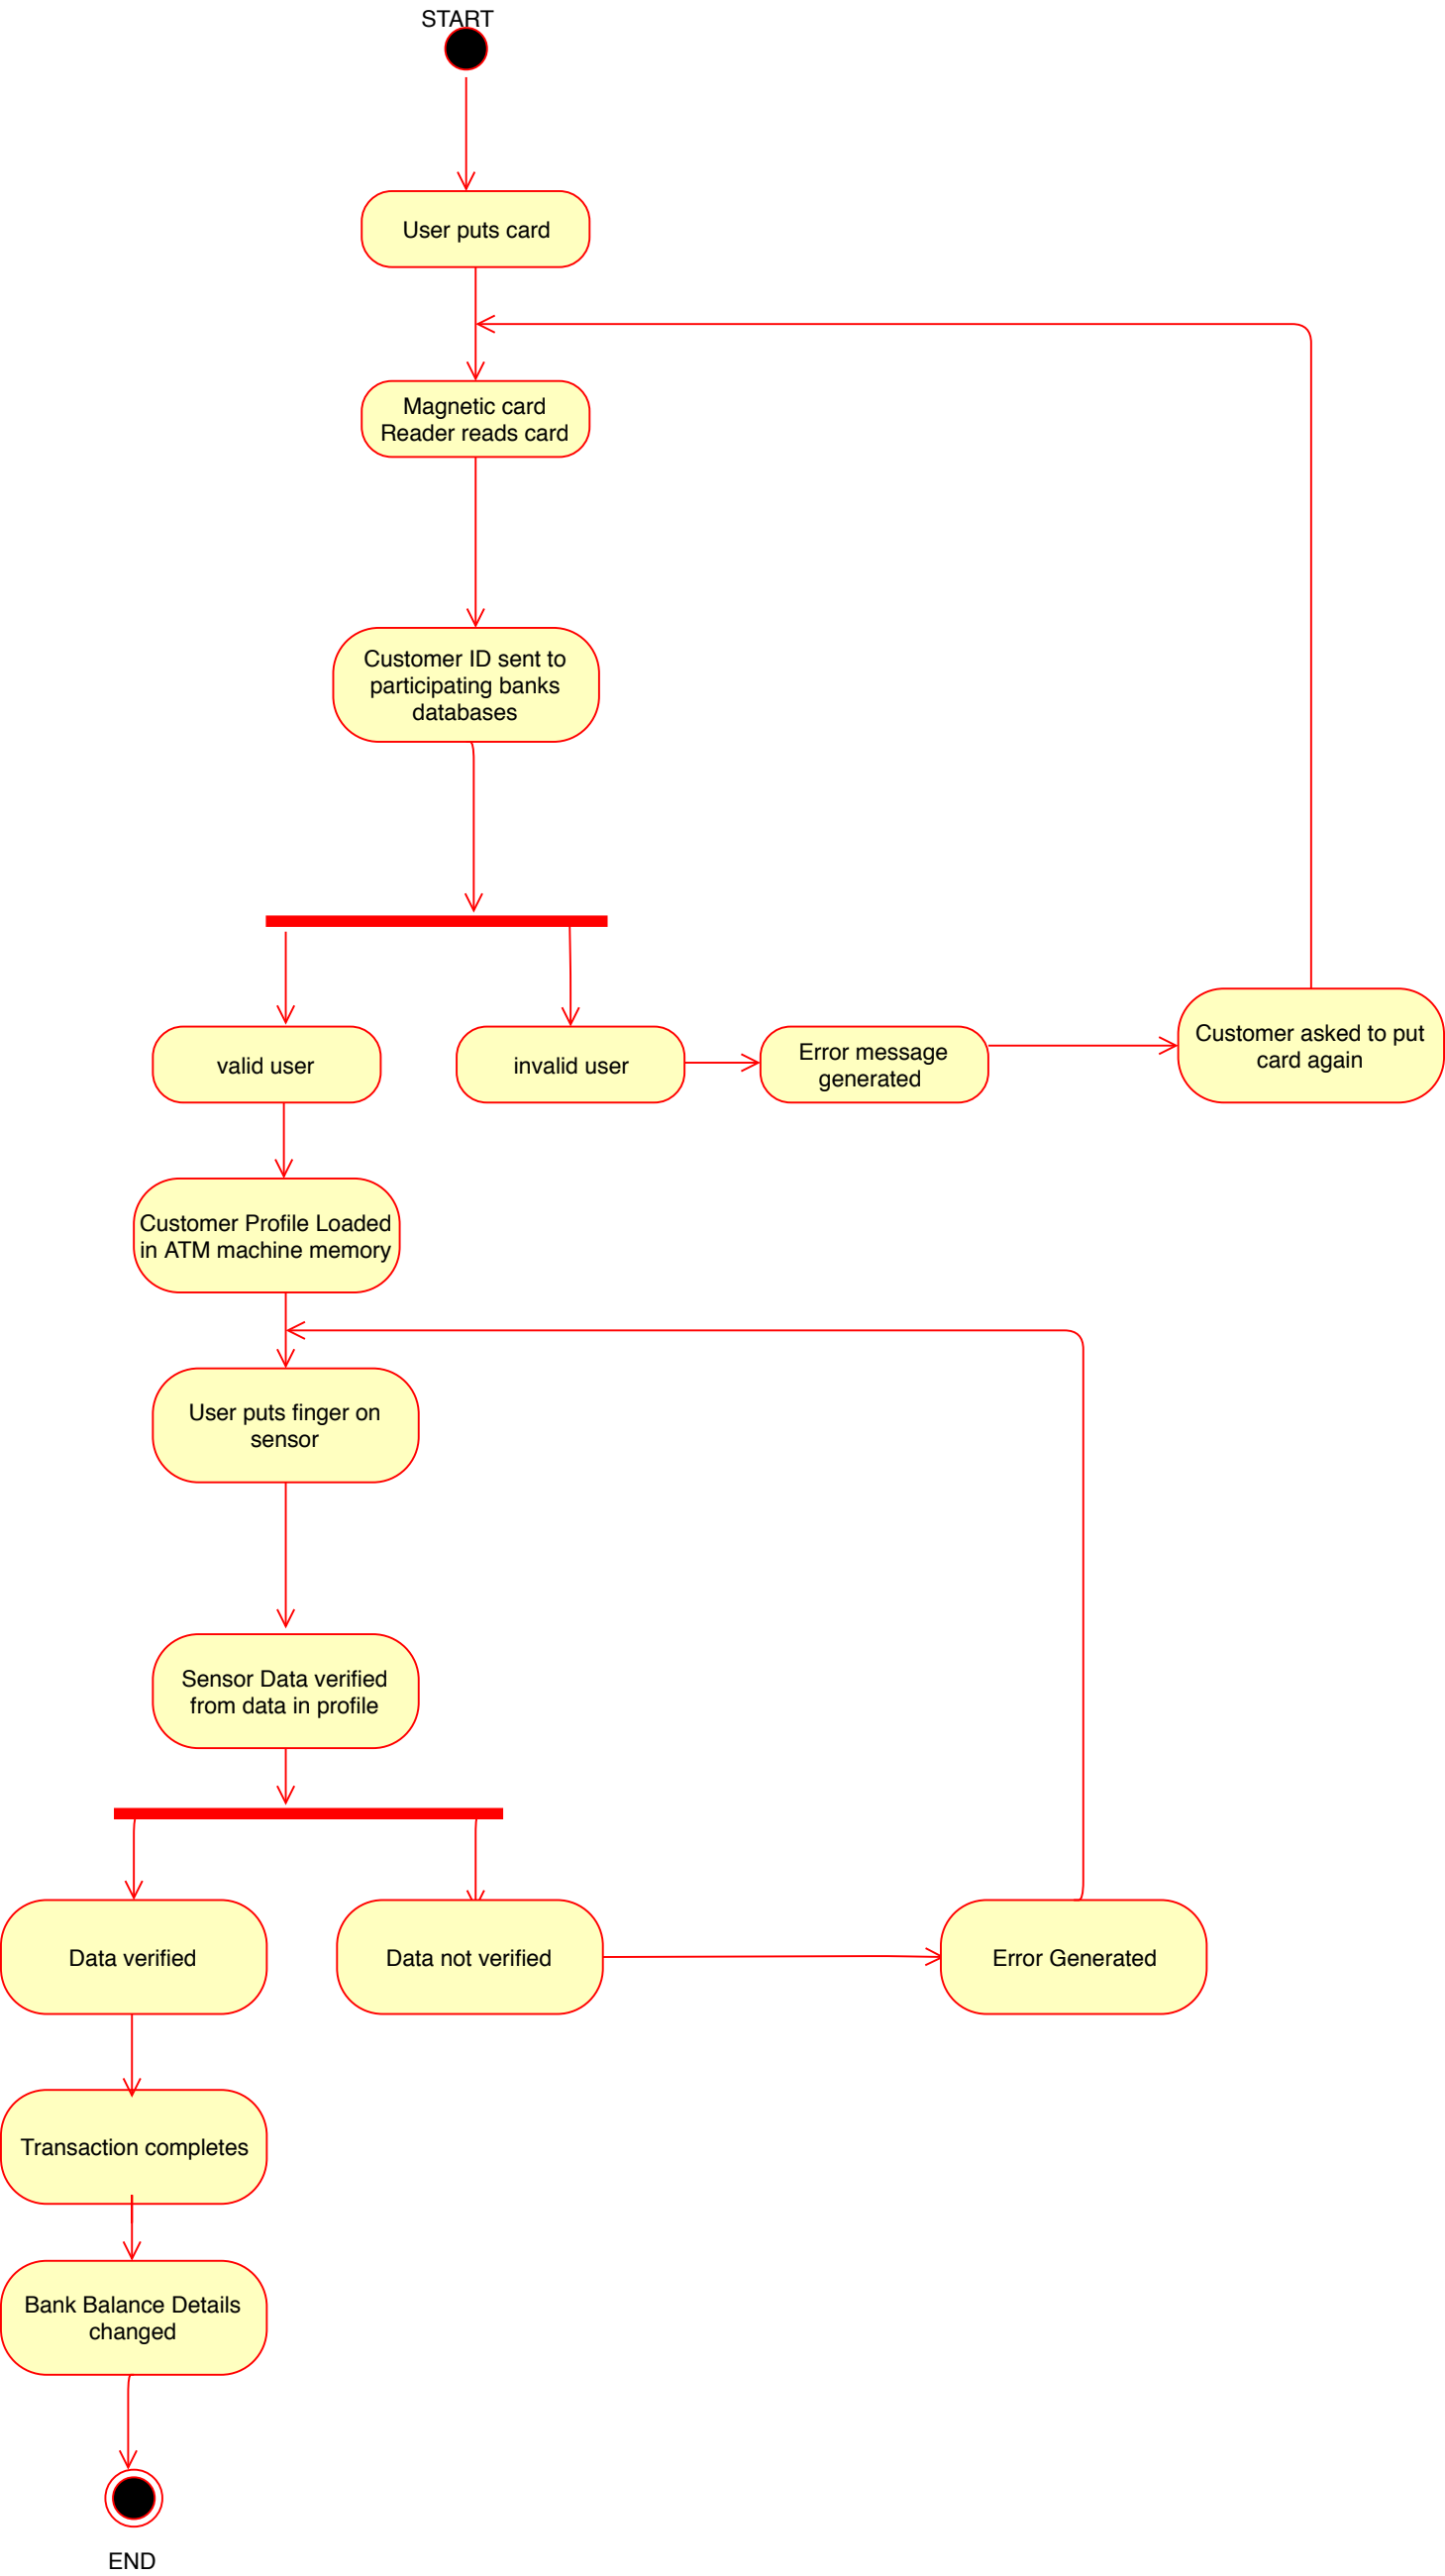 START
User puts card
Magnetic card
Reader reads card
Customer ID sent to
participating banks
databases
valid user
invalid user
Error message
generated
Customer asked to put
card again
Customer Profile Loaded
in ATM machine memory
User puts finger on
sensor
Sensor Data verified
from data in profile
Data verified
Data not verified
Error Generated
Transaction completes
Bank Balance Details
changed
END